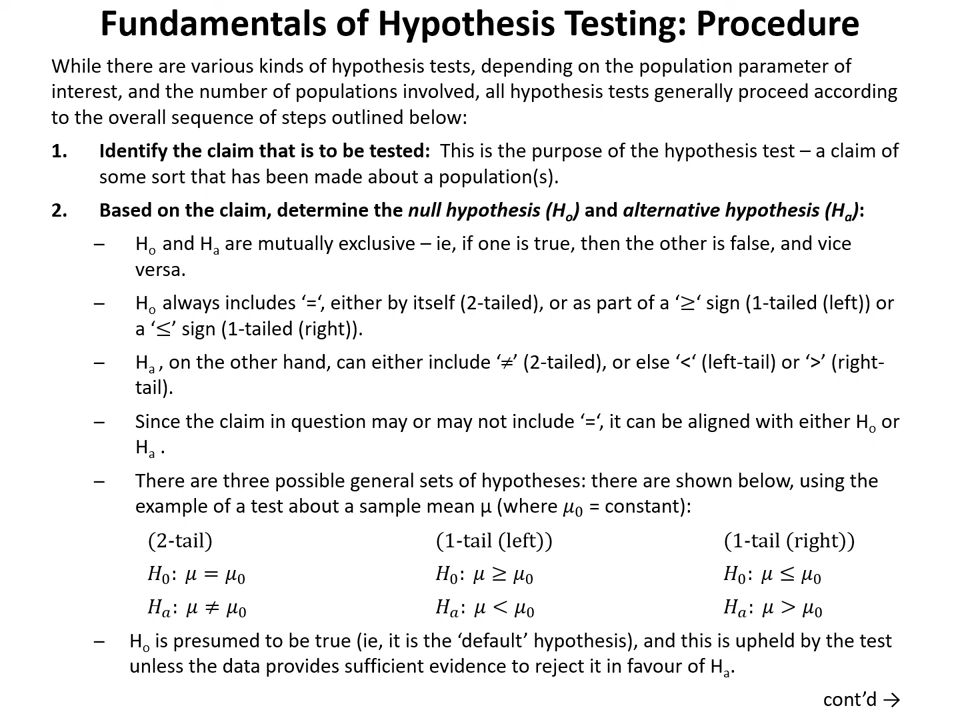 Fundamentals of Hypothesis Testing: Procedure
While there are various kinds of hypothesis tests, depending on the population parameter of
interest, and the number of populations involved, all hypothesis tests generally proceed according
to the overall sequence of steps outlined below:
1. Identify the claim that is to be tested: This is the purpose of the hypothesis test – a claim of
some sort that has been made about a population(s).
2. Based on the claim, determine the null hypothesis (Ho) and alternative hypothesis (Ha):
– Ho and Ha are mutually exclusive – ie, if one is true, then the other is false, and vice
versa.
– Ho always includes ‘=‘, either by itself (2-tailed), or as part of a ‘≥‘ sign (1-tailed (left)) or
a ‘≤’ sign (1-tailed (right)).
– Ha , on the other hand, can either include ‘≠’ (2-tailed), or else ‘<‘ (left-tail) or ‘>’ (right-
tail).
– Since the claim in question may or may not include ‘=‘, it can be aligned with either Ho or
Ha .
– There are three possible general sets of hypotheses: there are shown below, using the
example of a test about a sample mean µ (where 𝜇0 = constant):
(2-tail) (1-tail (left)) (1-tail (right))
𝐻0: 𝜇 = 𝜇0 𝐻0: 𝜇 ≥ 𝜇0 𝐻0: 𝜇 ≤ 𝜇0
𝐻𝑎: 𝜇 ≠ 𝜇0 𝐻𝑎: 𝜇 < 𝜇0 𝐻𝑎: 𝜇 > 𝜇0
– Ho is presumed to be true (ie, it is the ‘default’ hypothesis), and this is upheld by the test
unless the data provides sufficient evidence to reject it in favour of Ha.
cont’d →